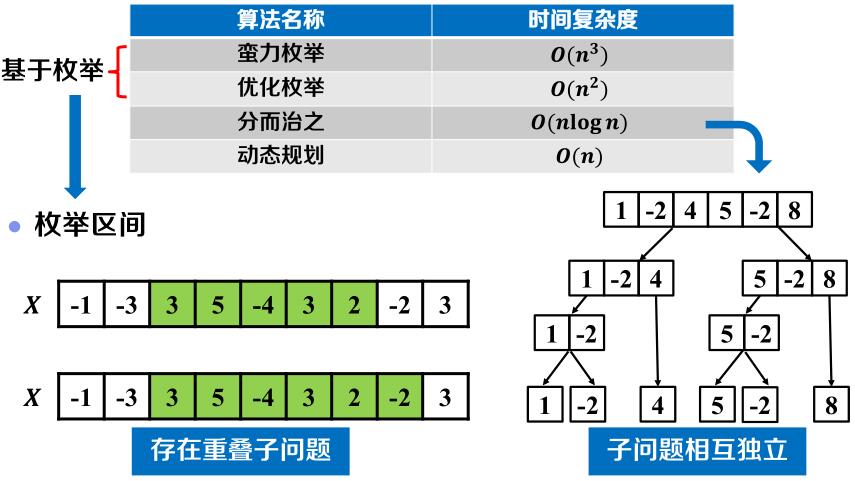 算法名称 时间复杂度
蛮力枚举 O(n³)
优化枚举 O(n²)
分而治之 O(nlog n)
动态规划 O(n)
基于枚举
枚举区间
X -1 -3 3 5 -4 3 2 -2 3
X -1 -3 3 5 -4 3 2 -2 3
存在重叠子问题
1 -2 4 5 -2 8
1 -2 4 5 -2 8
1 -2 5 -2
1 -2 4 5 -2 8
子问题相互独立